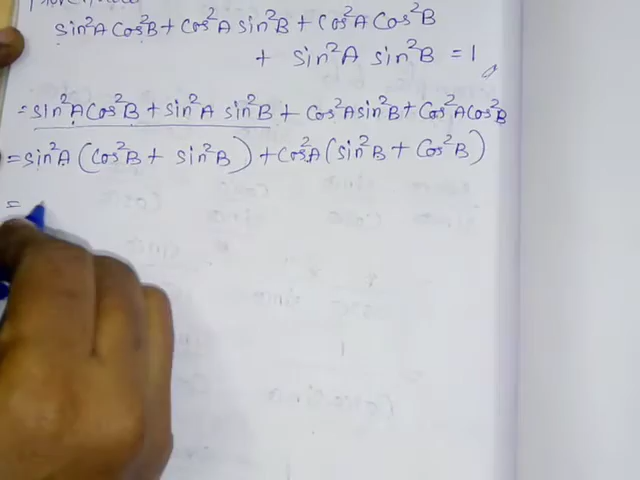 sin²A Cos²B + Cos²A sin²B + Cos²A Cos²B
+ sin²A sin²B = 1,
= sin²A Cos²B + sin²A sin²B + Cos²A sin²B + Cos²A Cos²B
= sin²A (Cos²B + sin²B) + Cos²A (sin²B + Cos²B)
=